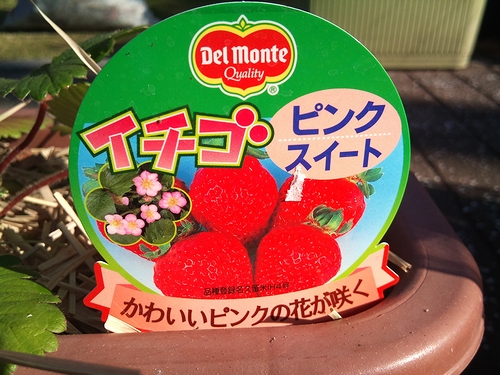 Del Monte
Quality
®
イチゴ
ピンク
スイート
かわいいピンクの花が咲く